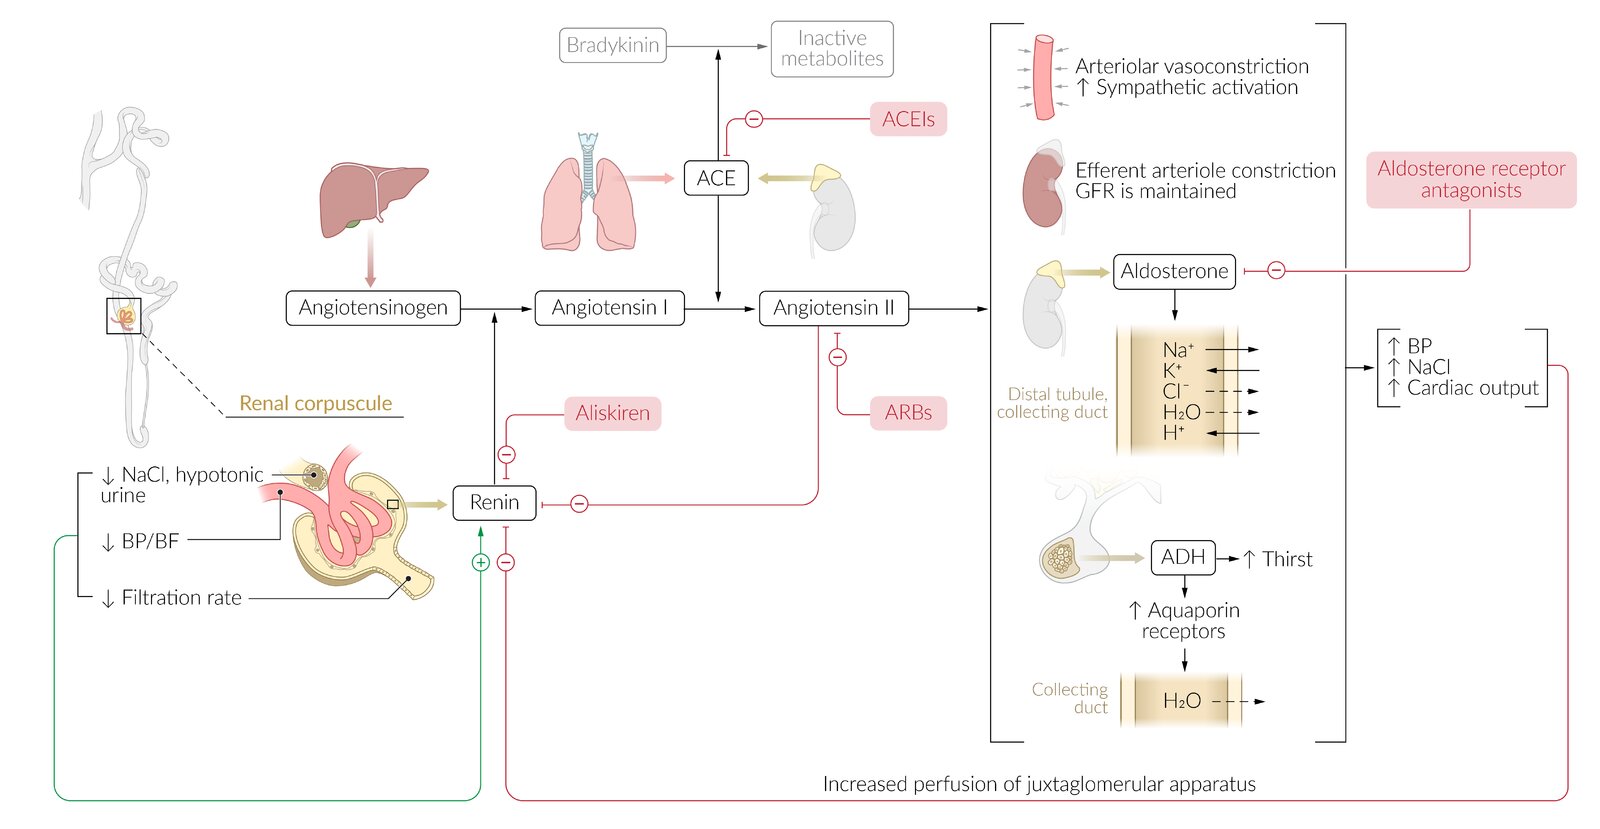 Bradykinin
Inactive
metabolites
ACEIs
ACE
Arteriolar vasoconstriction
↑ Sympathetic activation
Efferent arteriole constriction
GFR is maintained
Aldosterone receptor
antagonists
Aldosterone
Angiotensinogen
Angiotensin I
Angiotensin II
Na⁺
K⁺
Cl⁻
H₂O
H⁺
Distal tubule,
collecting duct
↑ BP
↑ NaCl
↑ Cardiac output
Renal corpuscule
Aliskiren
ARBs
↓ NaCl, hypotonic
urine
↓ BP/BF
↓ Filtration rate
Renin
ADH
↑ Thirst
↑ Aquaporin
receptors
Collecting
duct
H₂O
Increased perfusion of juxtaglomerular apparatus